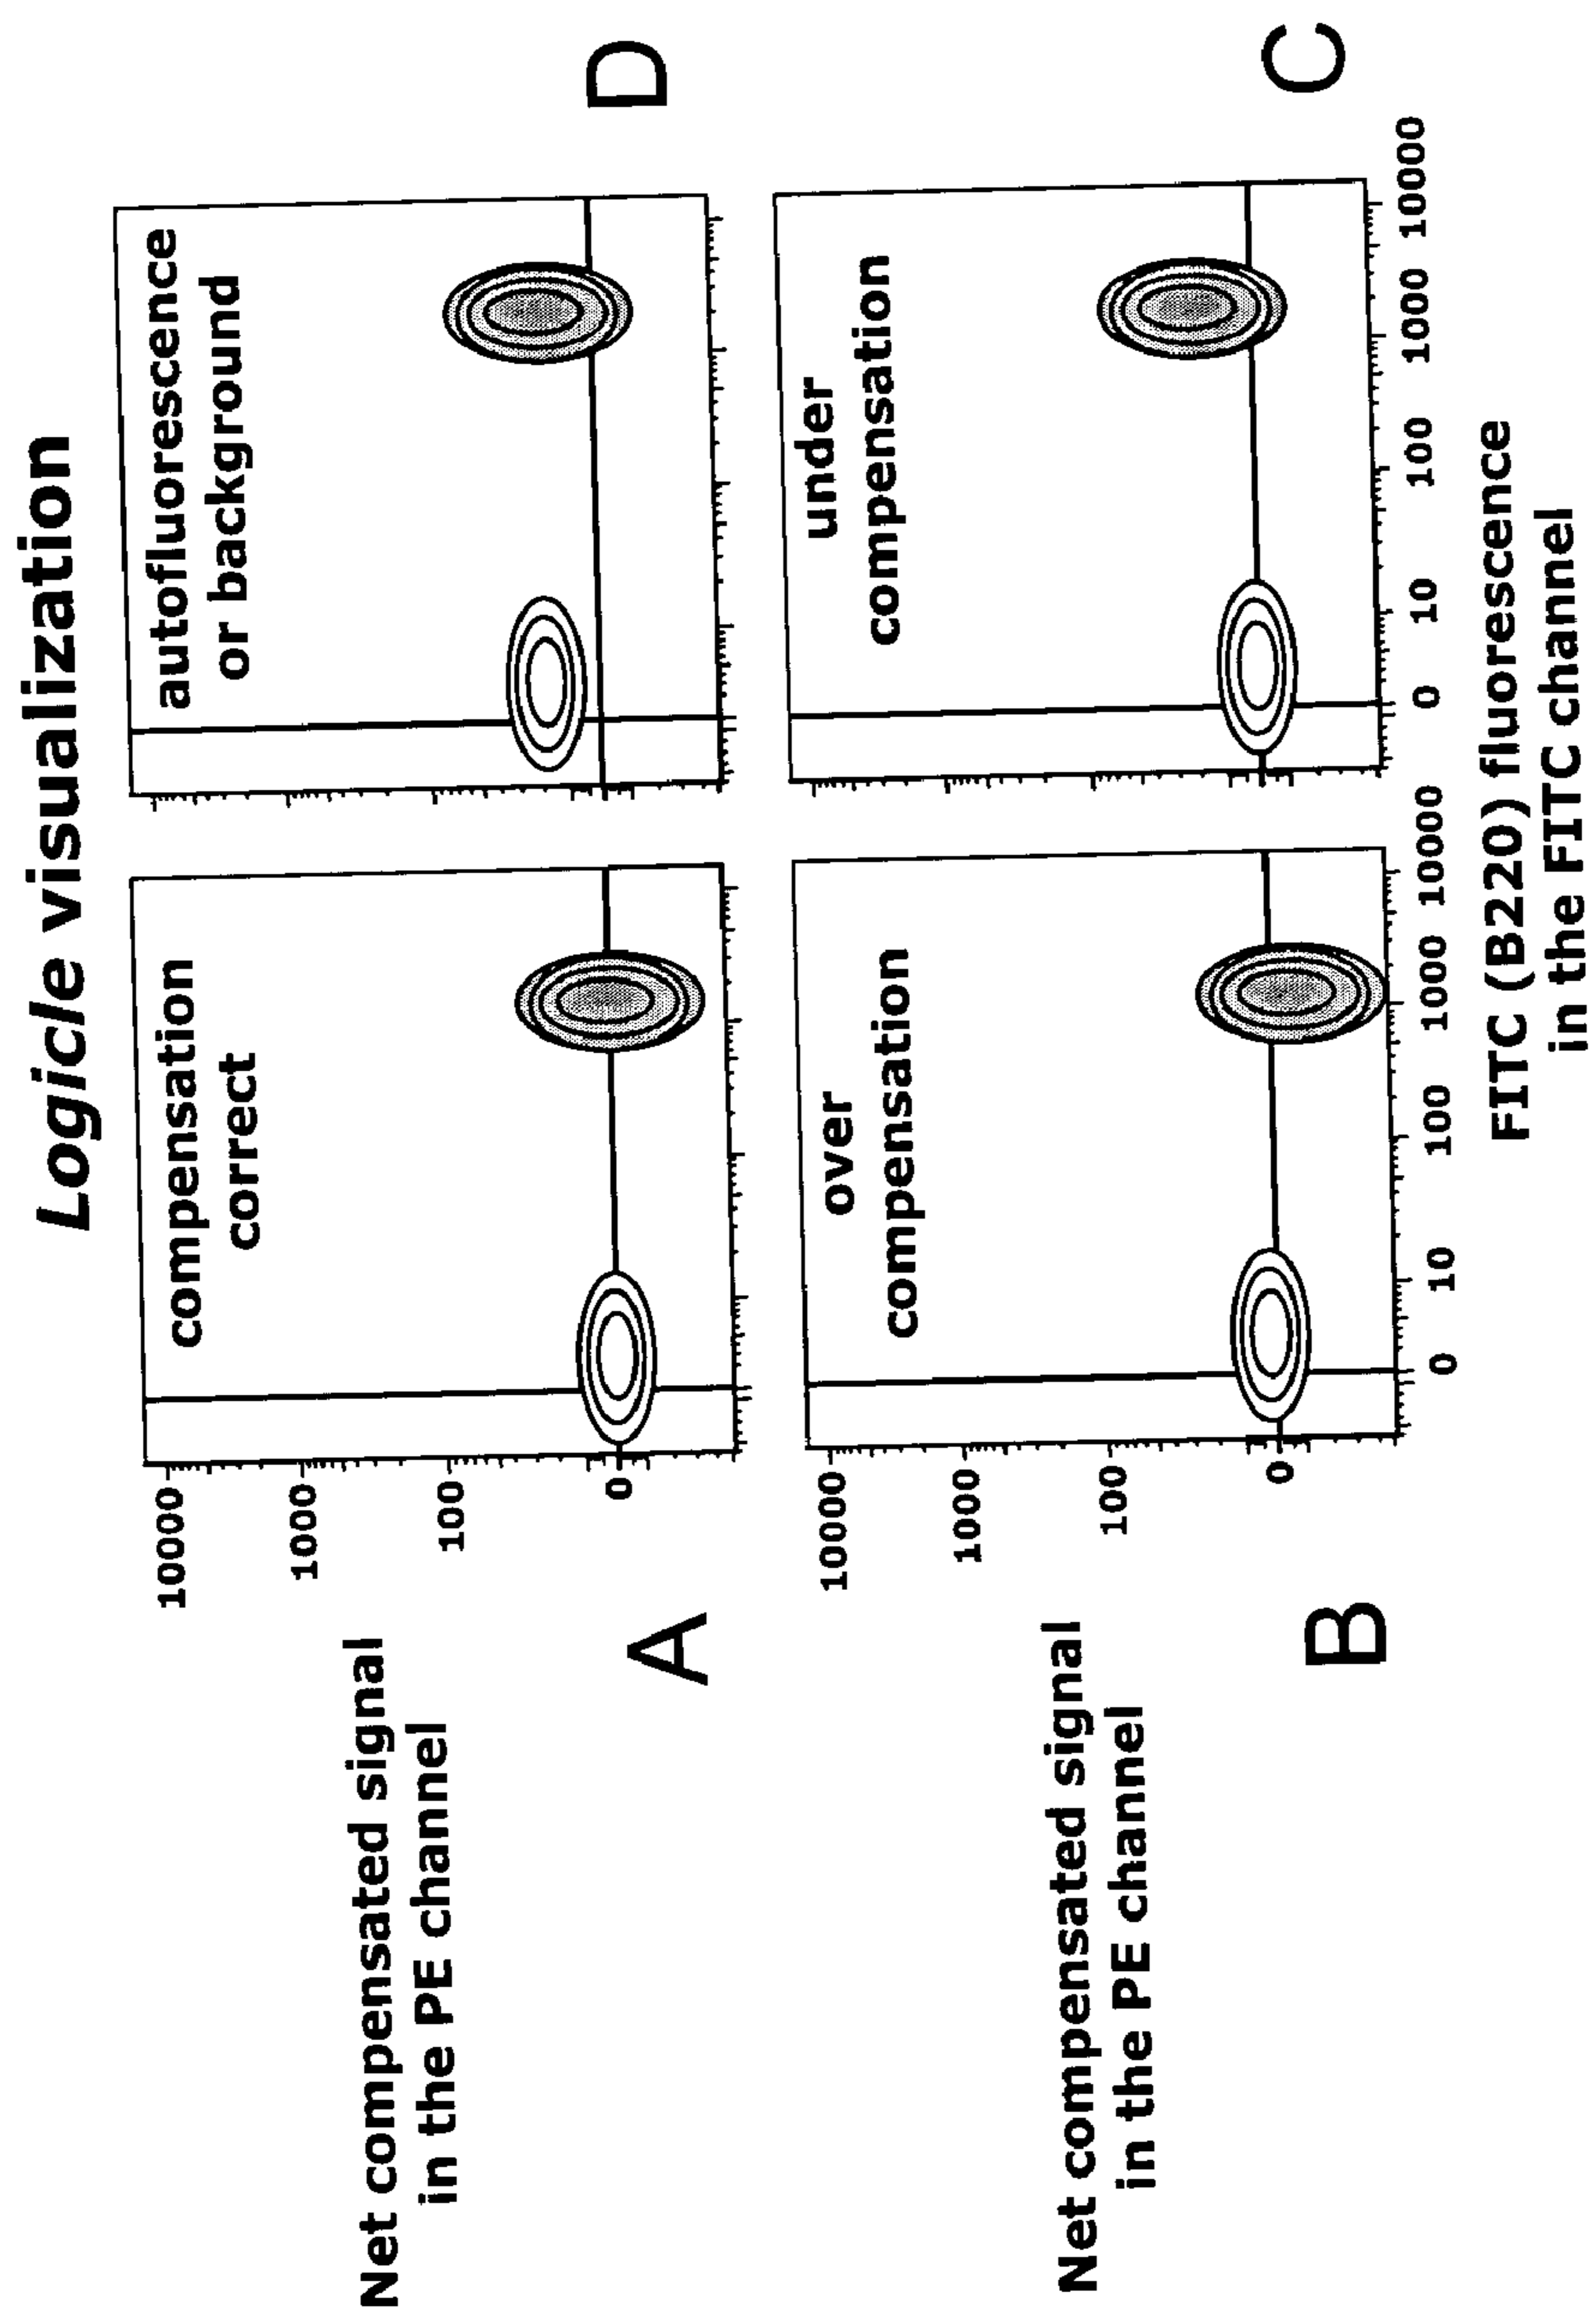 Logicle visualization
Net compensated signal
in the PE channel
A
10000
1000
100
0
compensation
correct
autofluorescence
or background
D
Net compensated signal
in the PE channel
B
10000
1000
100
0
over
compensation
0
10
100
1000
10000
under
compensation
0
10
100
1000
10000
C
FITC (B220) fluorescence
in the FITC channel